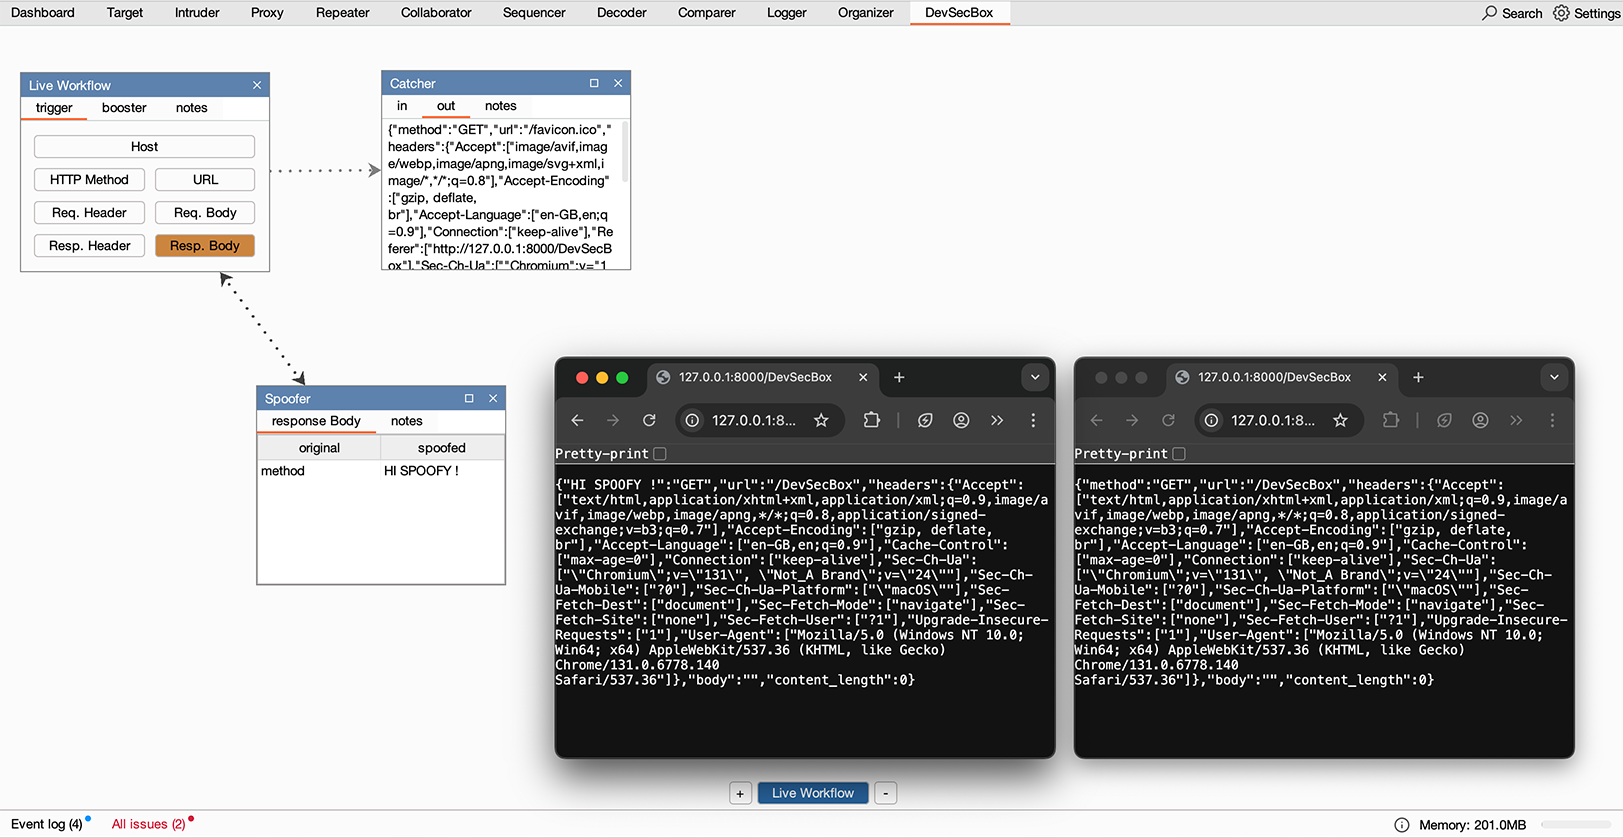 Dashboard Target Intruder Proxy Repeater Collaborator Sequencer Decoder Comparer Logger Organizer DevSecBox Search Settings
Live Workflow
trigger booster notes
Host
HTTP Method URL
Req. Header Req. Body
Resp. Header Resp. Body
Catcher
in out notes
{"method":"GET","url":"/favicon.ico","
headers":{"Accept":["image/avif,imag
e/webp,image/apng,image/svg+xml,i
mage/*,*/*;q=0.8"],"Accept-Encoding"
:["gzip, deflate,
br"],"Accept-Language":["en-GB,en;q
=0.9"],"Connection":["keep-alive"],"Re
ferer":["http://127.0.0.1:8000/DevSecB
ox"],"Sec-Ch-Ua":[""Chromium";v="1
Spoofer
response Body notes
original spoofed
method HI SPOOFY !
127.0.0.1:8000/DevSecBox
127.0.0.1:8...
Pretty-print
{"HI SPOOFY !":"GET","url":"/DevSecBox","headers":{"Accept":
["text/html,application/xhtml+xml,application/xml;q=0.9,image/a
vif,image/webp,image/apng,*/*;q=0.8,application/signed-
exchange;v=b3;q=0.7"],"Accept-Encoding":["gzip, deflate,
br"],"Accept-Language":["en-GB,en;q=0.9"],"Cache-Control":
["max-age=0"],"Connection":["keep-alive"],"Sec-Ch-Ua":
["\"Chromium\";v=\"131\", \"Not_A Brand\";v=\"24\""],"Sec-Ch-
Ua-Mobile":["?0"],"Sec-Ch-Ua-Platform":["\"macOS\""],"Sec-
Fetch-Dest":["document"],"Sec-Fetch-Mode":["navigate"],"Sec-
Fetch-Site":["none"],"Sec-Fetch-User":["?1"],"Upgrade-Insecure-
Requests":["1"],"User-Agent":["Mozilla/5.0 (Windows NT 10.0;
Win64; x64) AppleWebKit/537.36 (KHTML, like Gecko)
Chrome/131.0.6778.140
Safari/537.36"]},"body":"","content_length":0}
127.0.0.1:8000/DevSecBox
127.0.0.1:8...
Pretty-print
{"method":"GET","url":"/DevSecBox","headers":{"Accept":
["text/html,application/xhtml+xml,application/xml;q=0.9,image/a
vif,image/webp,image/apng,*/*;q=0.8,application/signed-
exchange;v=b3;q=0.7"],"Accept-Encoding":["gzip, deflate,
br"],"Accept-Language":["en-GB,en;q=0.9"],"Cache-Control":
["max-age=0"],"Connection":["keep-alive"],"Sec-Ch-Ua":
["\"Chromium\";v=\"131\", \"Not_A Brand\";v=\"24\""],"Sec-Ch-
Ua-Mobile":["?0"],"Sec-Ch-Ua-Platform":["\"macOS\""],"Sec-
Fetch-Dest":["document"],"Sec-Fetch-Mode":["navigate"],"Sec-
Fetch-Site":["none"],"Sec-Fetch-User":["?1"],"Upgrade-Insecure-
Requests":["1"],"User-Agent":["Mozilla/5.0 (Windows NT 10.0;
Win64; x64) AppleWebKit/537.36 (KHTML, like Gecko)
Chrome/131.0.6778.140
Safari/537.36"]},"body":"","content_length":0}
+ Live Workflow -
Event log (4) All issues (2) Memory: 201.0MB